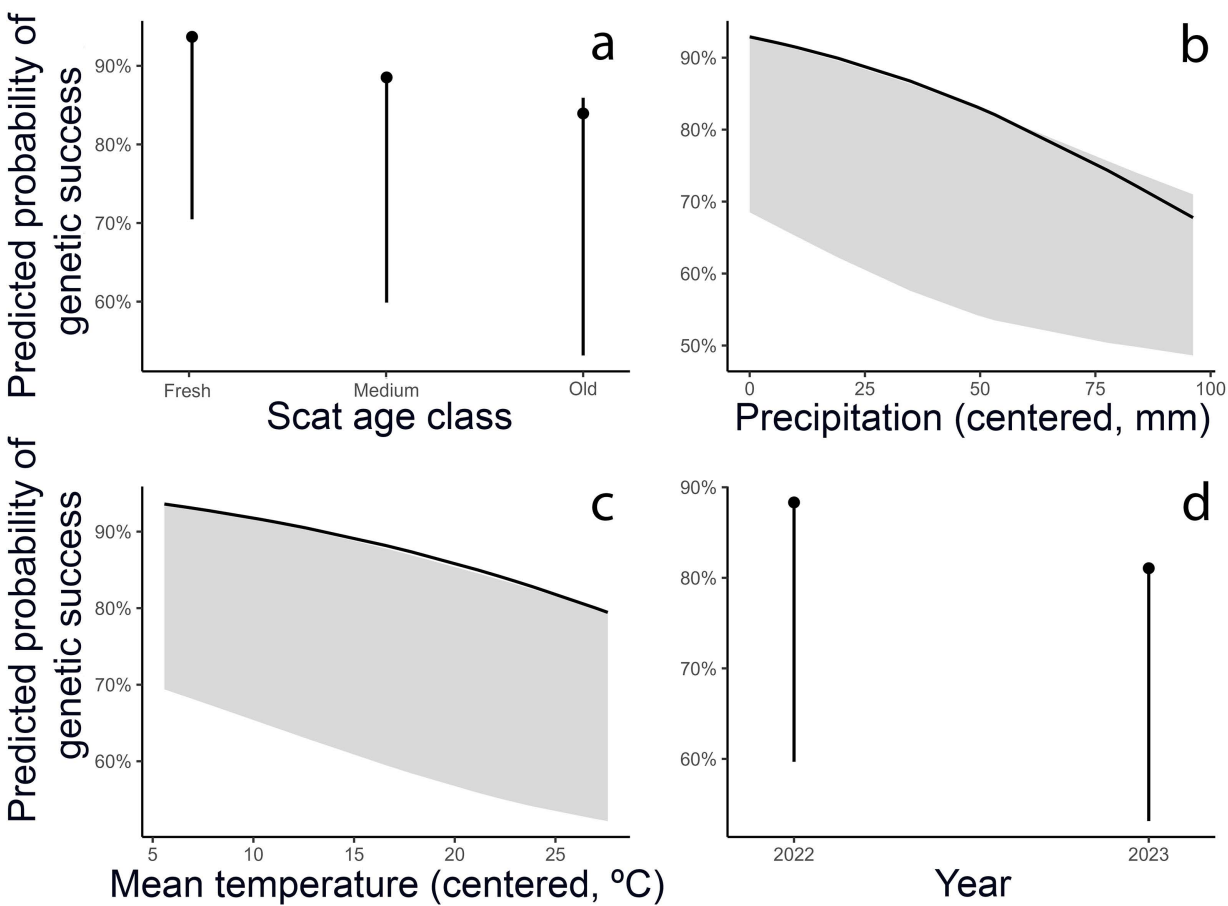 Predicted probability of
genetic success
90%
80%
70%
60%
a
Fresh Medium Old
Scat age class
90%
80%
70%
60%
50%
b
0 25 50 75 100
Precipitation (centered, mm)
Predicted probability of
genetic success
90%
80%
70%
60%
c
5 10 15 20 25
Mean temperature (centered, ºC)
90%
80%
70%
60%
d
2022 2023
Year